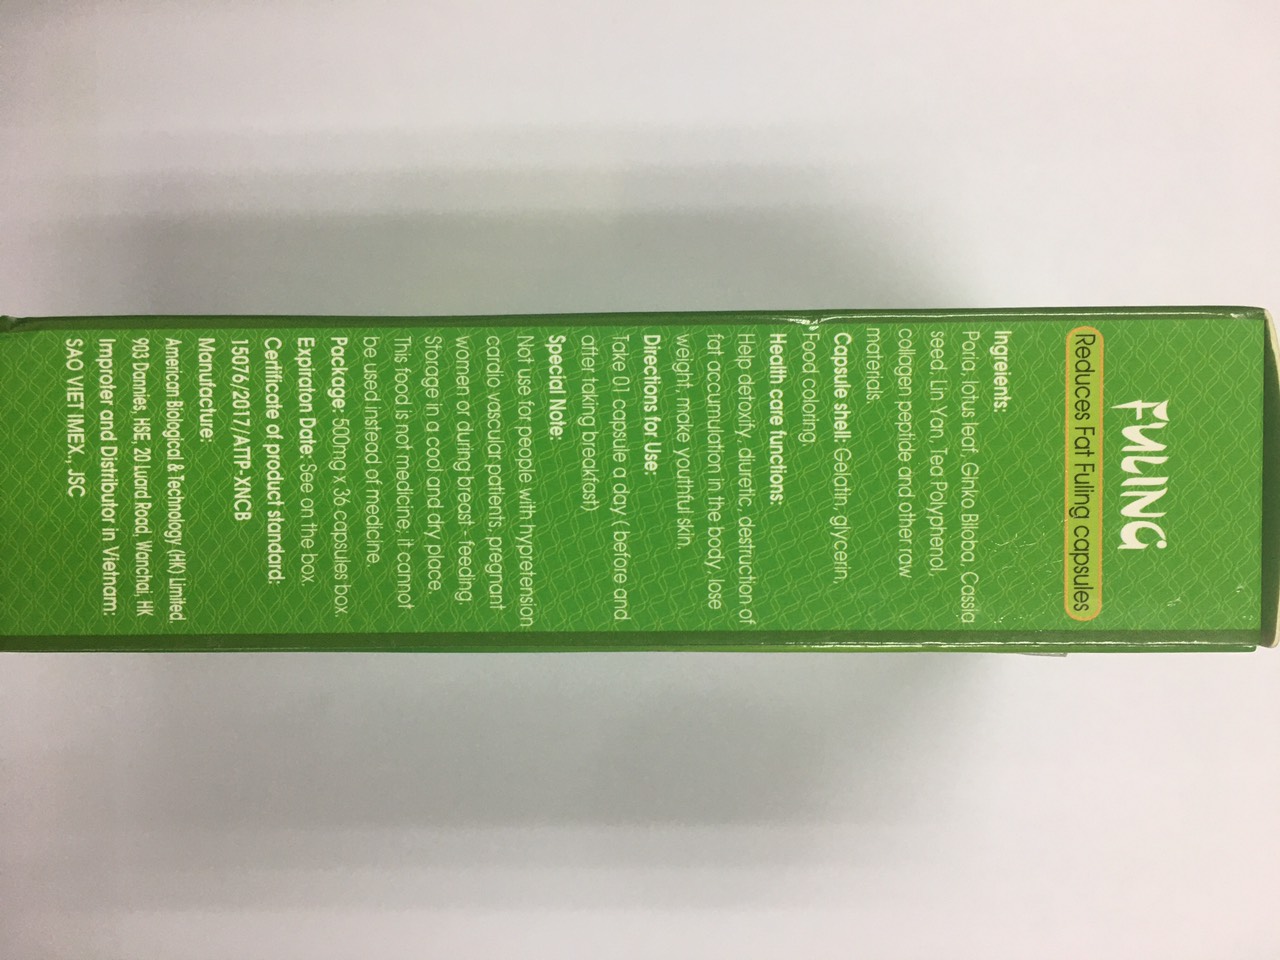 FULING
Reduces Fat Fuling capsules
Ingreients:
Poria, lotus leaf, Ginko Biloba, Cassia
seed , Lin Yan, Tea Polyphenol,
collagen peptide and other raw
materials.
Capsule shell: Gelatin, glycerin,
Food coloring.
Health care functions:
Help detoxify, diuretic, destruction of
fat accumulation in the body, lose
weight, make youthful skin.
Directions for Use:
Take 01 capsule a day ( before and
after taking breakfast)
Special Note:
Not use for people with hypretension
cardio vascular patients, pregnant
women or during breast- feeding.
Storage in a cool and dry place.
This food is not medicine, it cannot
be used instead of medicine.
Package: 500mg x 36 capsules box.
Expiraton Date: See on the box
Certificate of product standard:
15076/2017/ATTP-XNCB
Manufacture:
American Biological & Technology (HK) Limited.
903 Dannies, HSE, 20 Luard Road, Wanchai, HK
Improter and Distributor in Vietnam:
SAO VIET IMEX., JSC